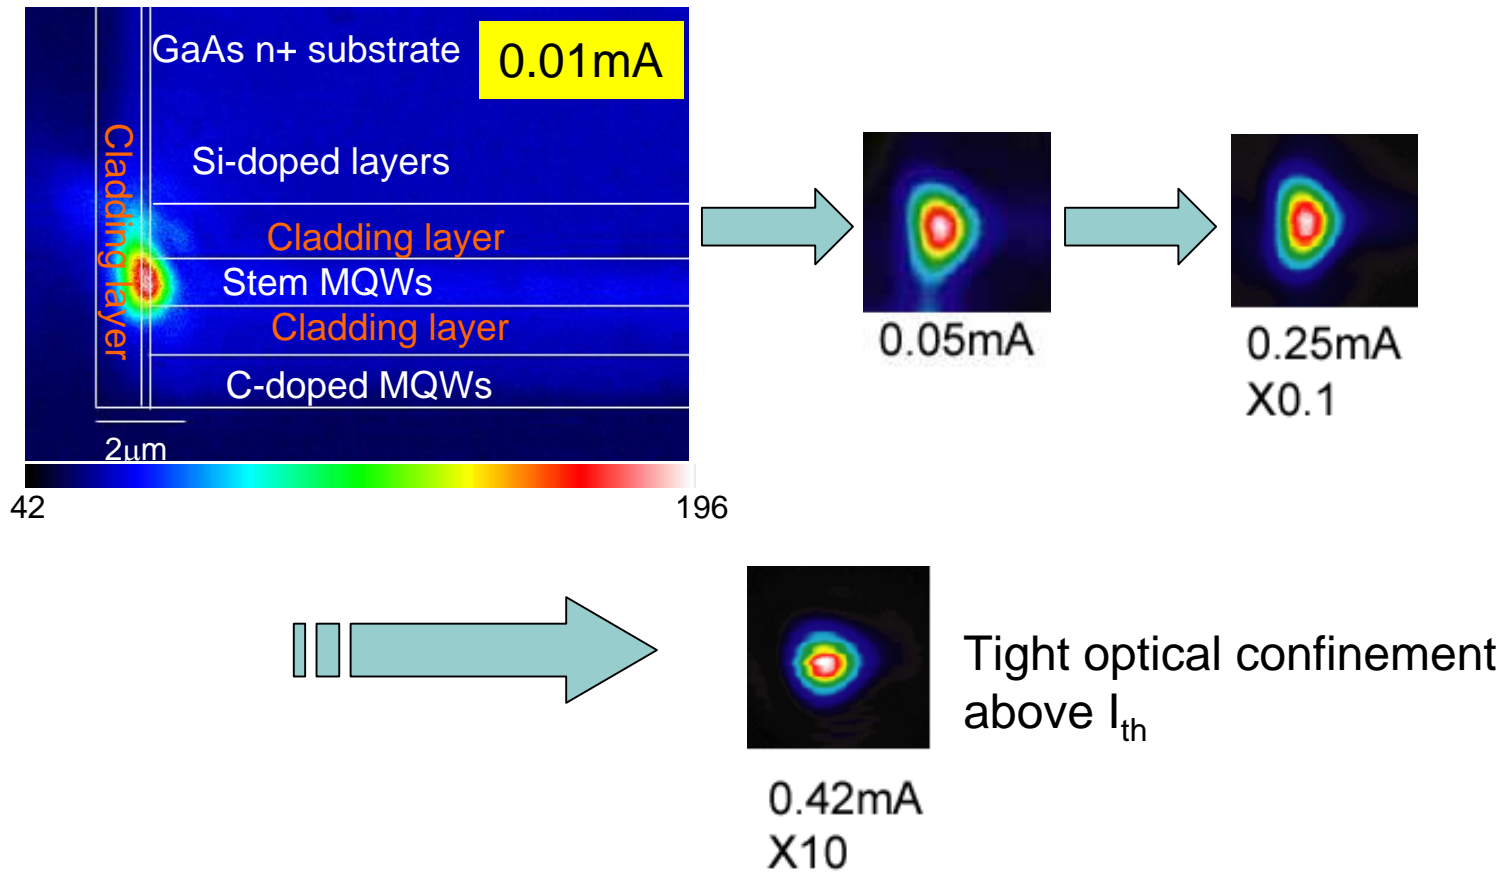 GaAs n+ substrate
0.01mA
Cladding layer
Si-doped layers
Cladding layer
Stem MQWs
Cladding layer
C-doped MQWs
2μm
42
196
0.05mA
0.25mA
X0.1
0.42mA
X10
Tight optical confinement
above Ith